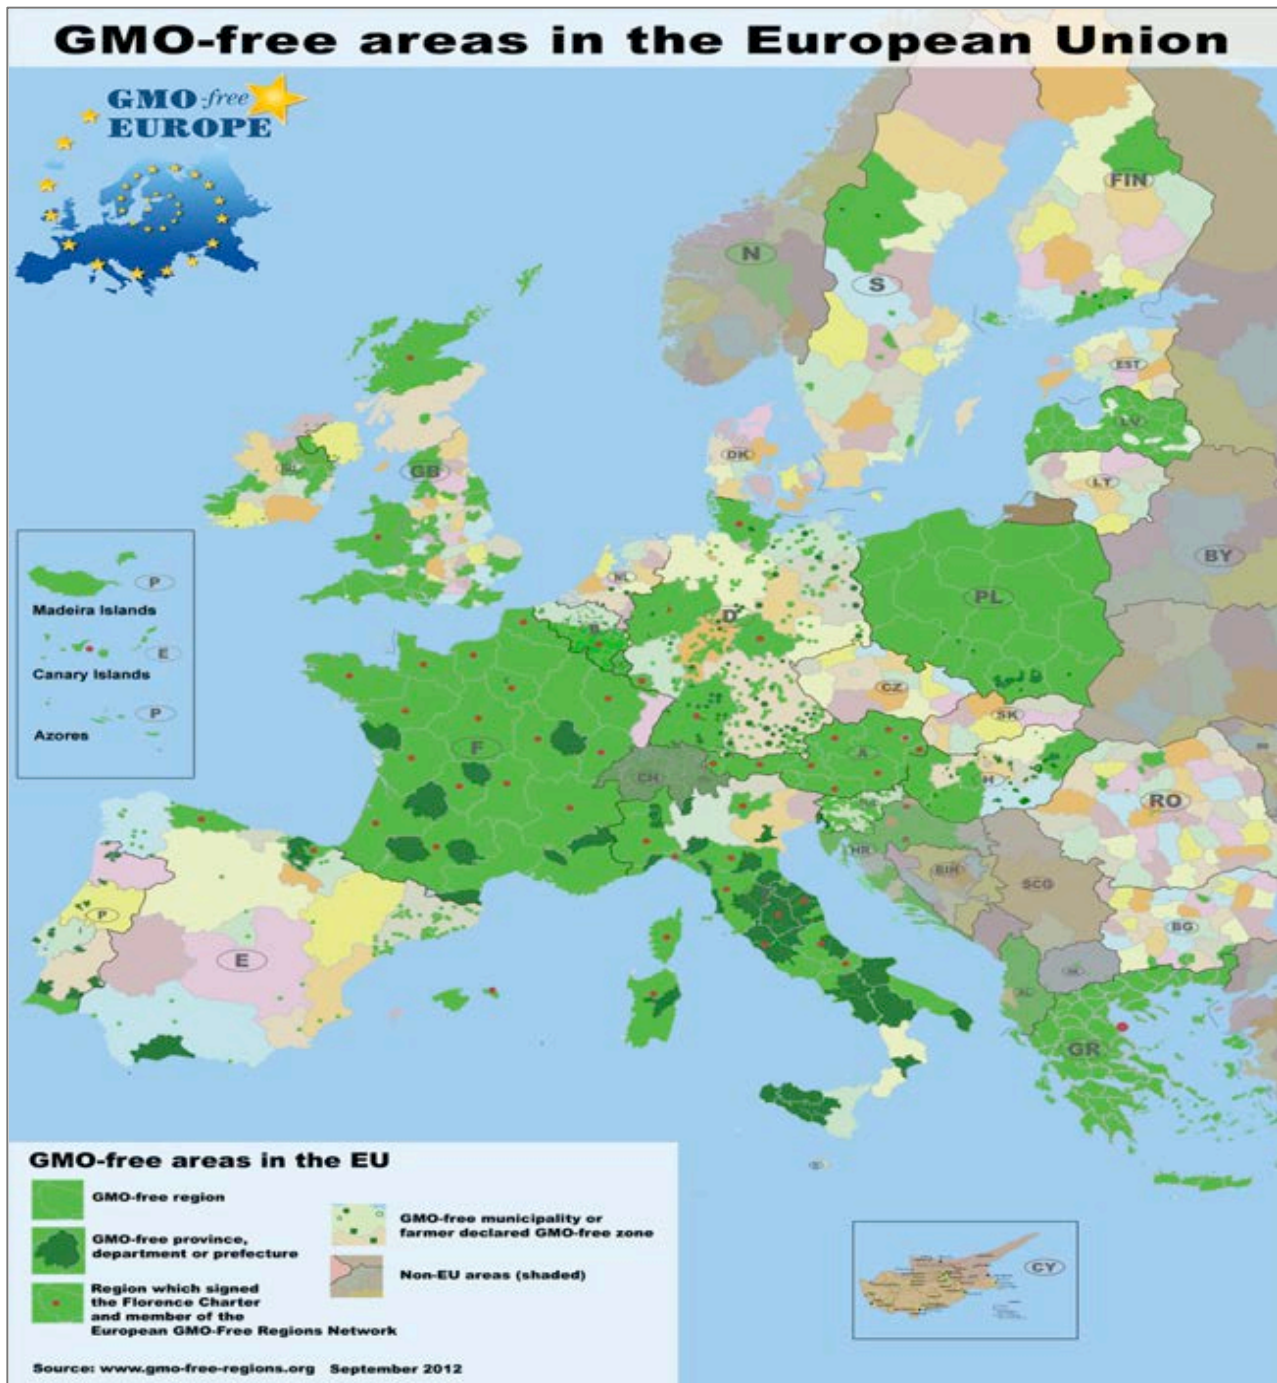 GMO-free areas in the European Union
GMO-free
EUROPE
FIN
N
S
EST
LV
DK
LT
GB
BY
NL
PL
D
P
Madeira Islands
E
Canary Islands
P
Azores
CZ
SK
F
A
CH
H
RO
HR
BIH
SCG
P
E
BG
GR
CY
GMO-free areas in the EU
GMO-free region
GMO-free province,
department or prefecture
Region which signed
the Florence Charter
and member of the
European GMO-Free Regions Network
GMO-free municipality or
farmer declared GMO-free zone
Non-EU areas (shaded)
Source: www.gmo-free-regions.org September 2012